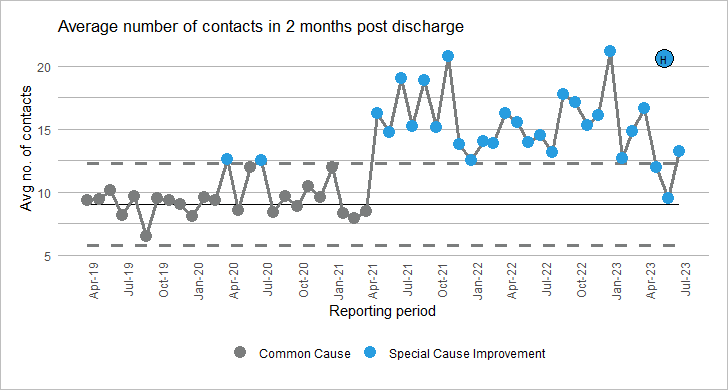 Average number of contacts in 2 months post discharge
H
Avg no. of contacts
20
15
10
5
Apr-19
Jul-19
Oct-19
Jan-20
Apr-20
Jul-20
Oct-20
Jan-21
Apr-21
Jul-21
Oct-21
Jan-22
Apr-22
Jul-22
Oct-22
Jan-23
Apr-23
Jul-23
Reporting period
Common Cause
Special Cause Improvement